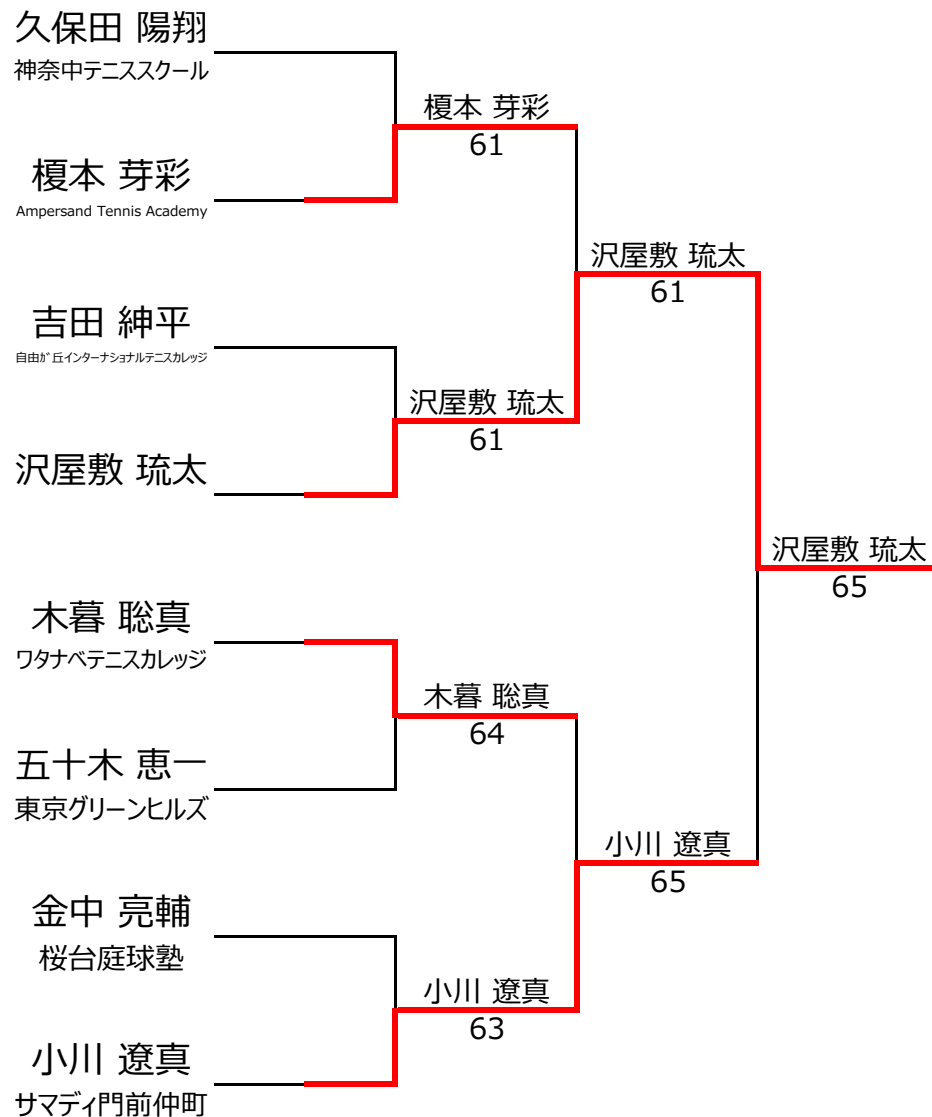 久保田 陽翔
神奈中テニススクール
榎本 芽彩
61
榎本 芽彩
Ampersand Tennis Academy
沢屋敷 琉太
61
吉田 紳平
自由ｶﾞ丘インターナショナルテニスカレッジ
沢屋敷 琉太
61
沢屋敷 琉太
沢屋敷 琉太
65
木暮 聡真
ワタナベテニスカレッジ
木暮 聡真
64
五十木 恵一
東京グリーンヒルズ
小川 遼真
65
金中 亮輔
桜台庭球塾
小川 遼真
63
小川 遼真
サマディ門前仲町